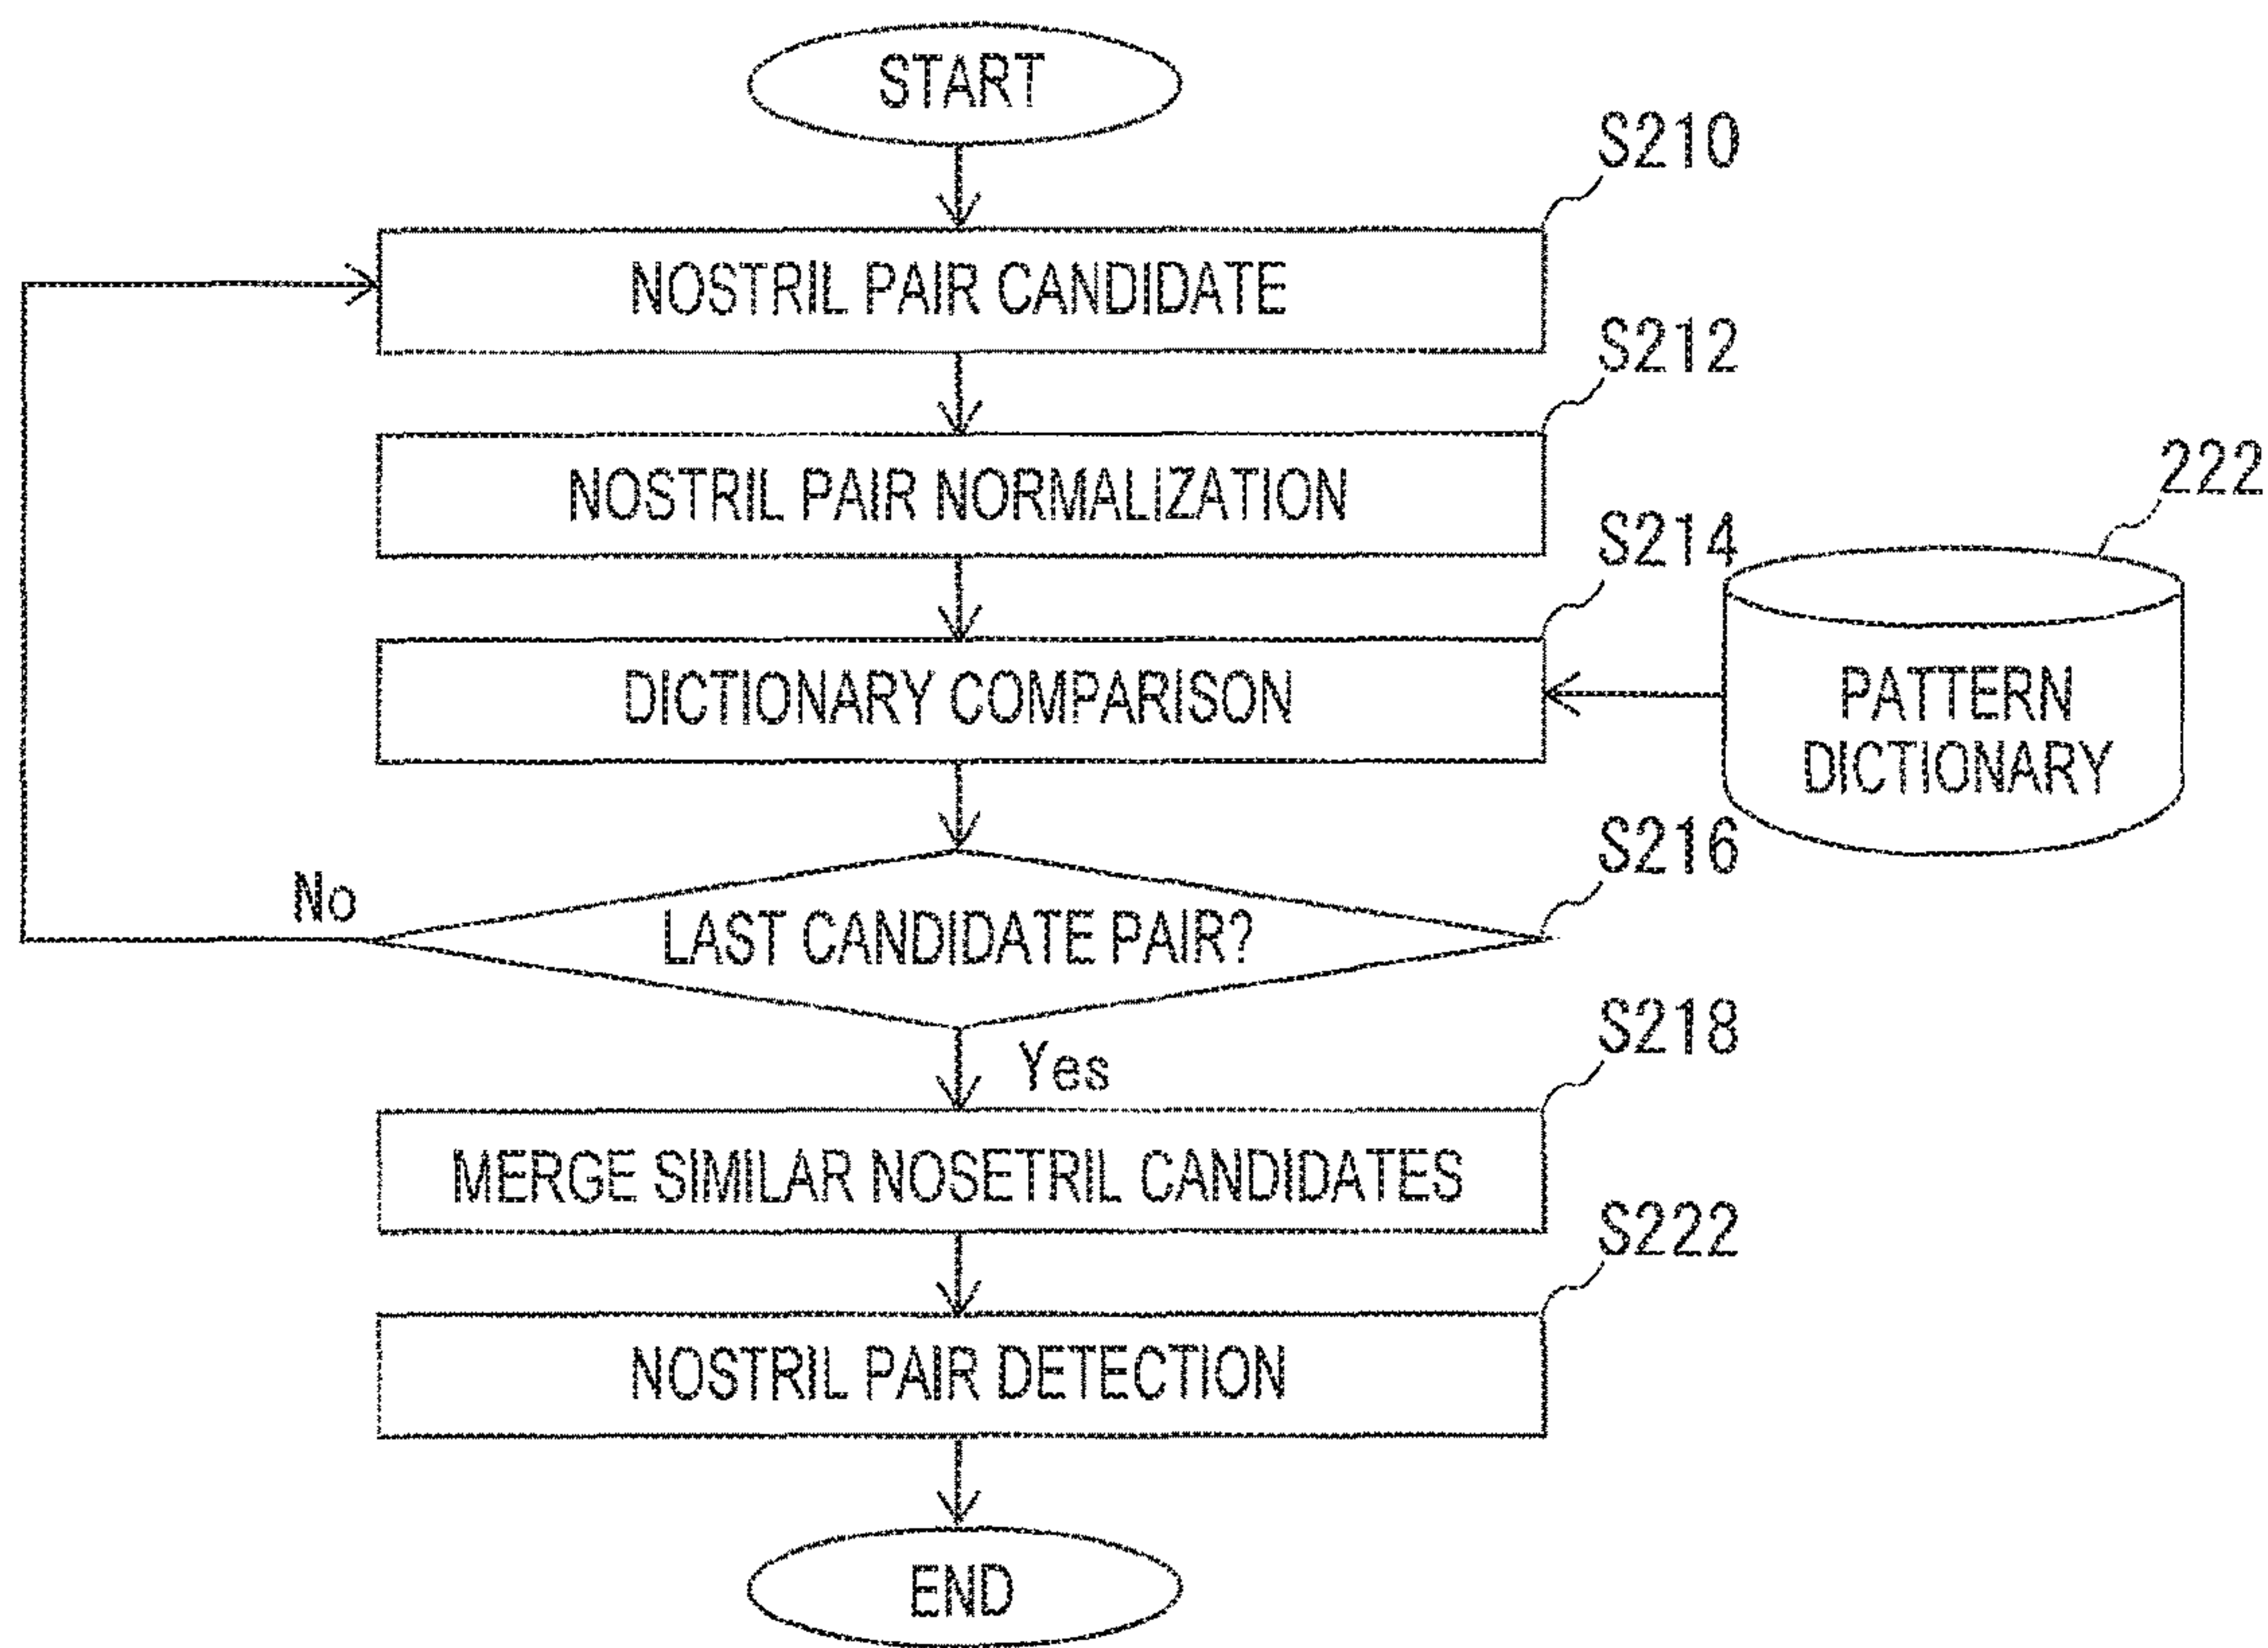 START
S210
NOSTRIL PAIR CANDIDATE
S212
NOSTRIL PAIR NORMALIZATION
222
S214
DICTIONARY COMPARISON
PATTERN
DICTIONARY
S216
No
LAST CANDIDATE PAIR?
Yes
S218
MERGE SIMILAR NOSETRIL CANDIDATES
S222
NOSTRIL PAIR DETECTION
END